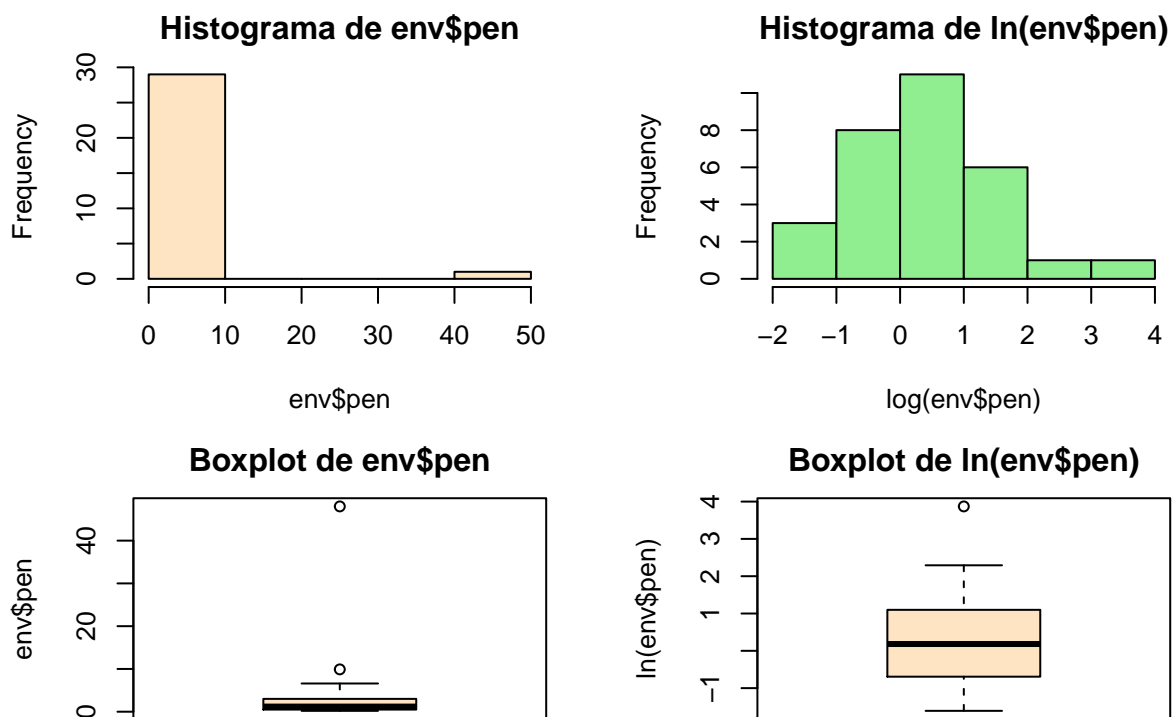 Histograma de env$pen
Frequency
0 10 20 30
0 10 20 30 40 50
env$pen
Histograma de ln(env$pen)
Frequency
0 2 4 6 8
−2 −1 0 1 2 3 4
log(env$pen)
Boxplot de env$pen
env$pen
0 20 40
Boxplot de ln(env$pen)
ln(env$pen)
−1 1 2 3 4